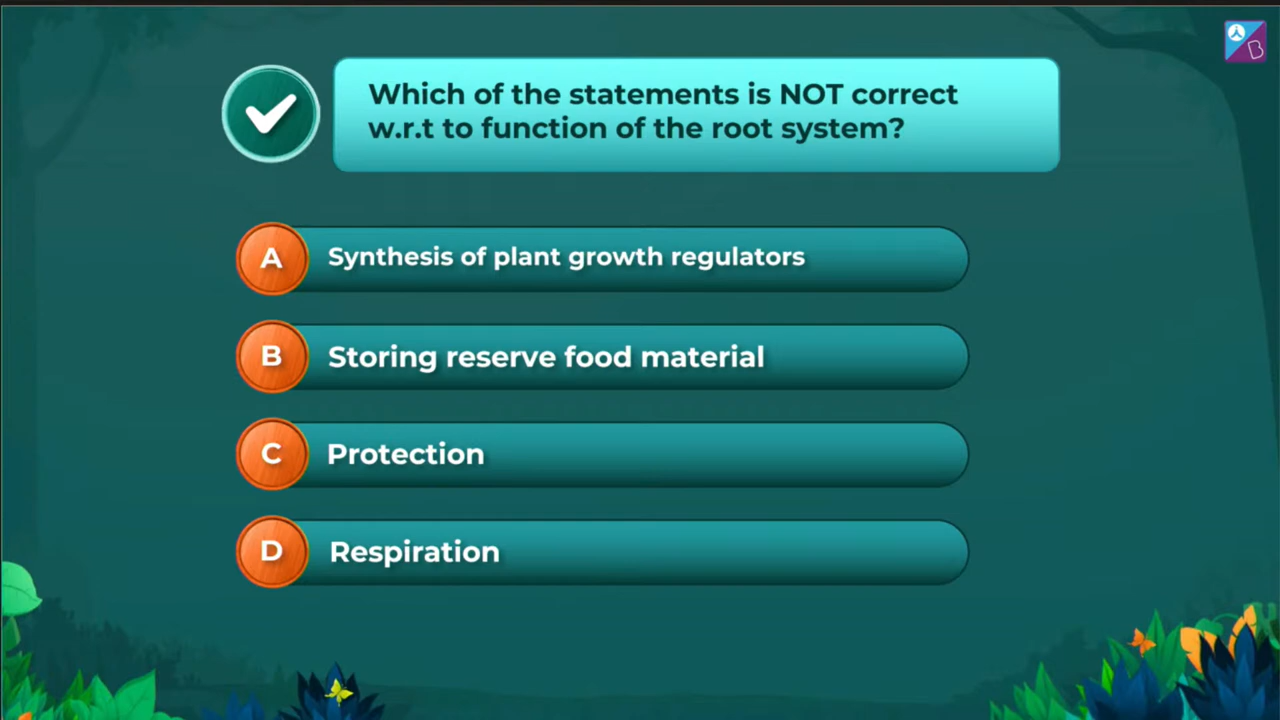 Which of the statements is NOT correct
w.r.t to function of the root system?
A Synthesis of plant growth regulators
B Storing reserve food material
C Protection
D Respiration
B